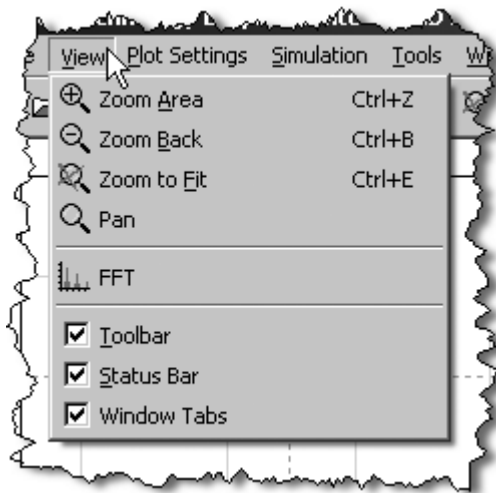 View Plot Settings Simulation Tools
Zoom Area Ctrl+Z
Zoom Back Ctrl+B
Zoom to Fit Ctrl+E
Pan
FFT
Toolbar
Status Bar
Window Tabs